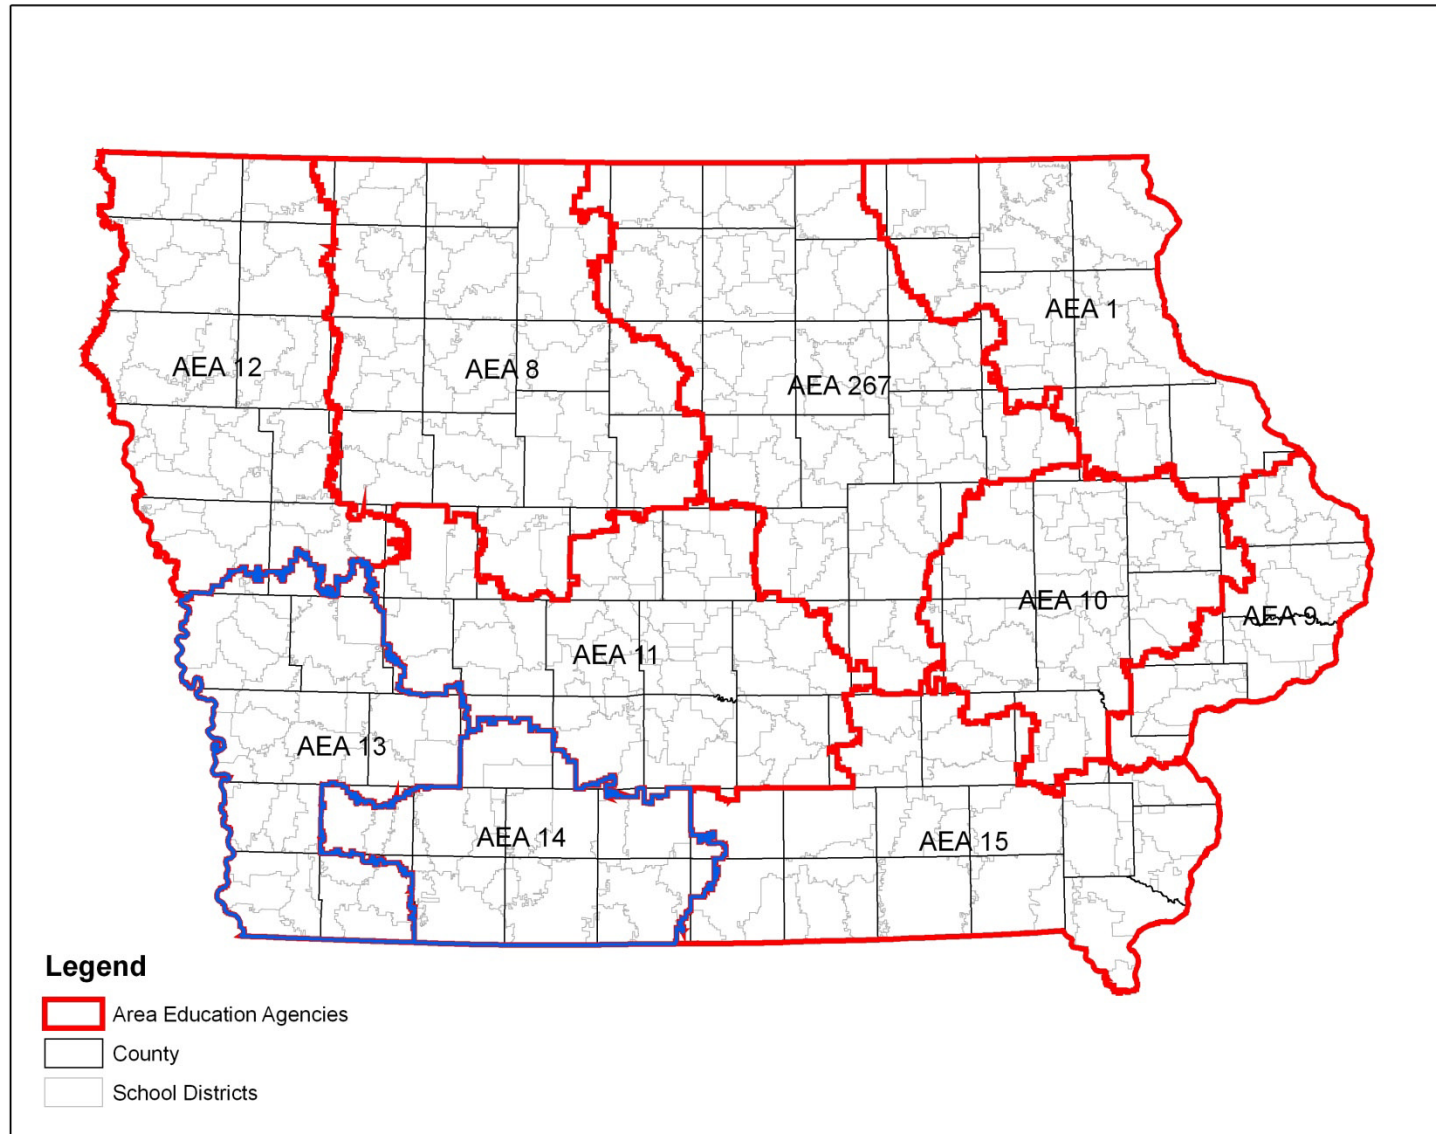 AEA 1
AEA 12
AEA 8
AEA 267
AEA 10
AEA 9
AEA 11
AEA 13
AEA 14
AEA 15
Legend
Area Education Agencies
County
School Districts